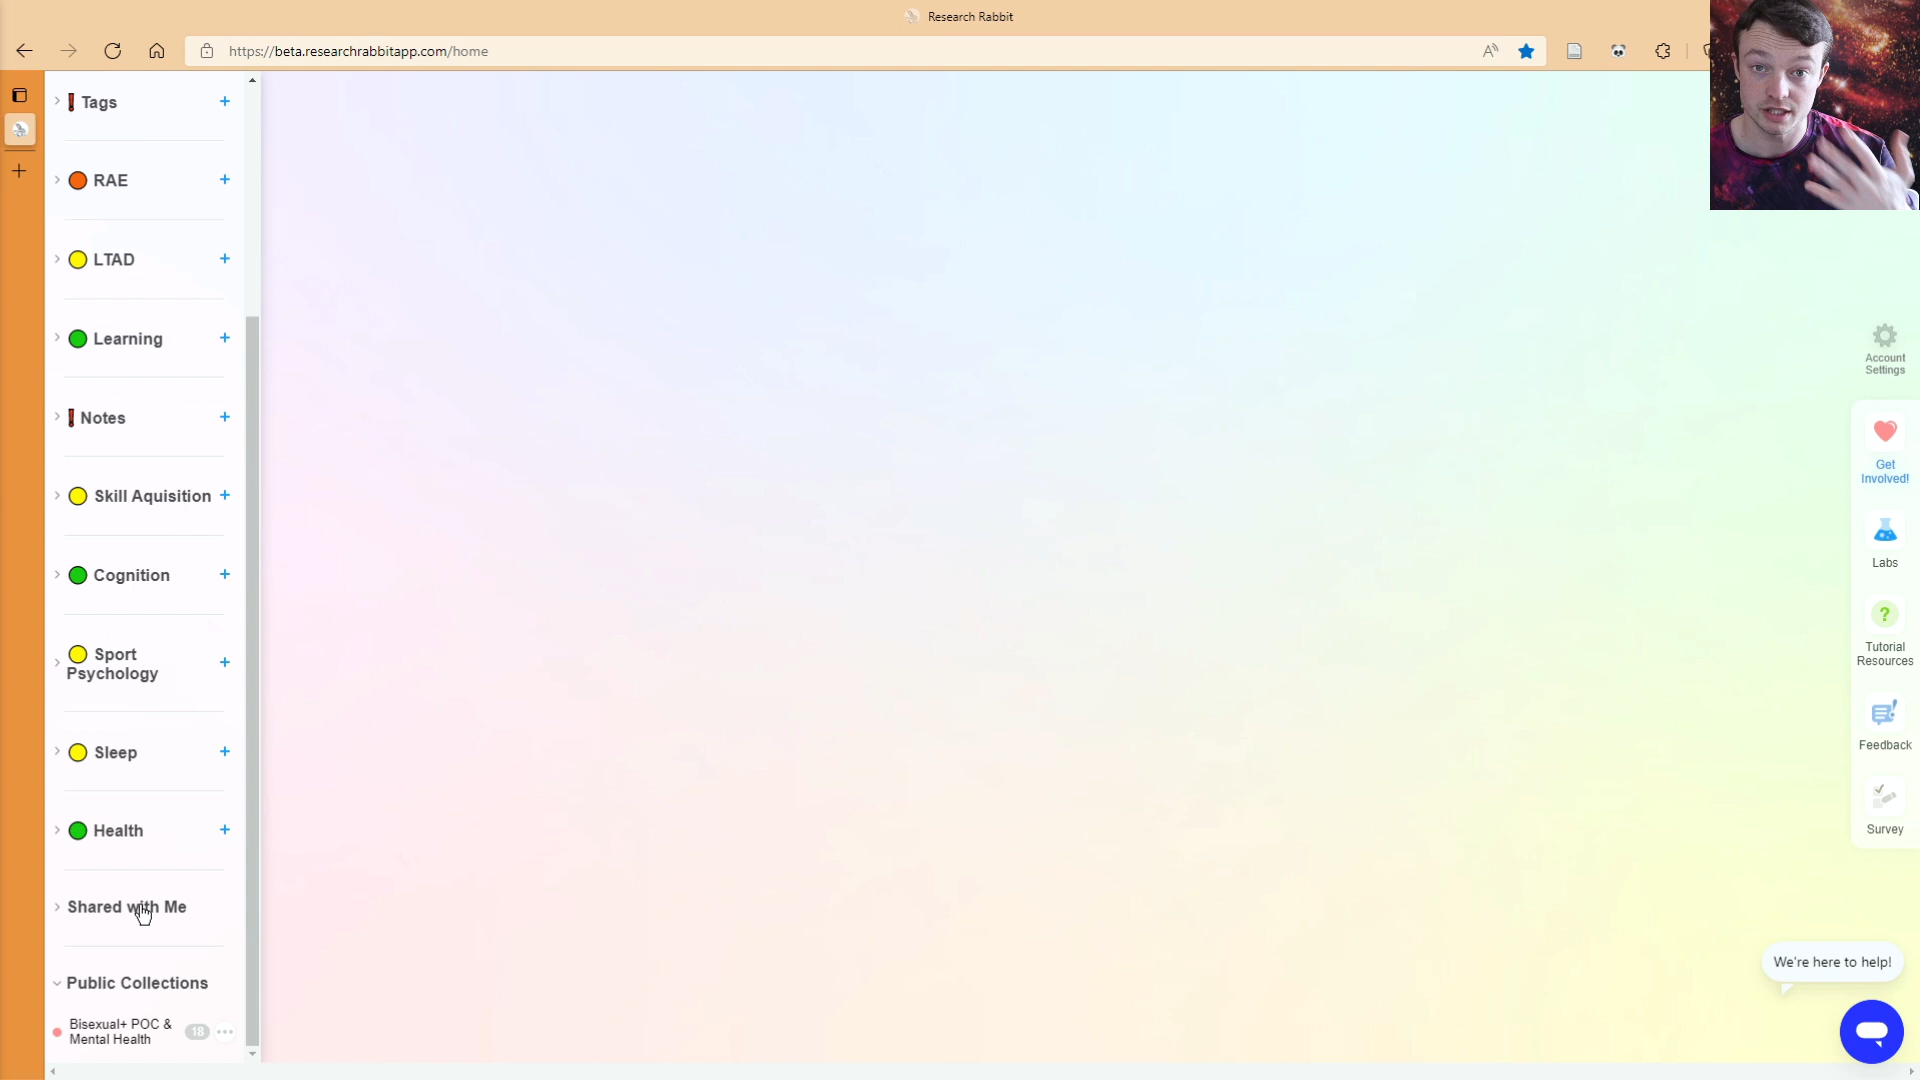 Research Rabbit
https://beta.researchrabbitapp.com/home
Tags
RAE
LTAD
Learning
Notes
Skill Aquisition
Cognition
Sport
Psychology
Sleep
Health
Shared with Me
Public Collections
Bisexual+ POC &
Mental Health
18
Account
Settings
Get
Involved!
Labs
Tutorial
Resources
Feedback
Survey
We're here to help!